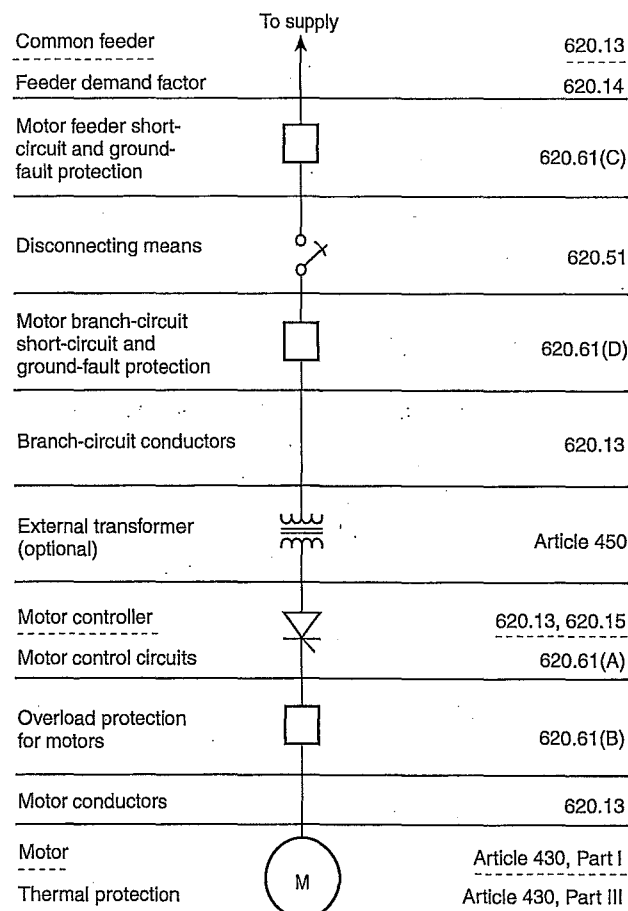 To supply
Common feeder 620.13
Feeder demand factor 620.14
Motor feeder short-
circuit and ground-
fault protection
620.61(C)
Disconnecting means 620.51
Motor branch-circuit
short-circuit and
ground-fault protection
620.61(D)
Branch-circuit conductors 620.13
External transformer
(optional)
Article 450
Motor controller 620.13, 620.15
Motor control circuits 620.61(A)
Overload protection
for motors
620.61(B)
Motor conductors 620.13
Motor Article 430, Part I
M
Thermal protection Article 430, Part III